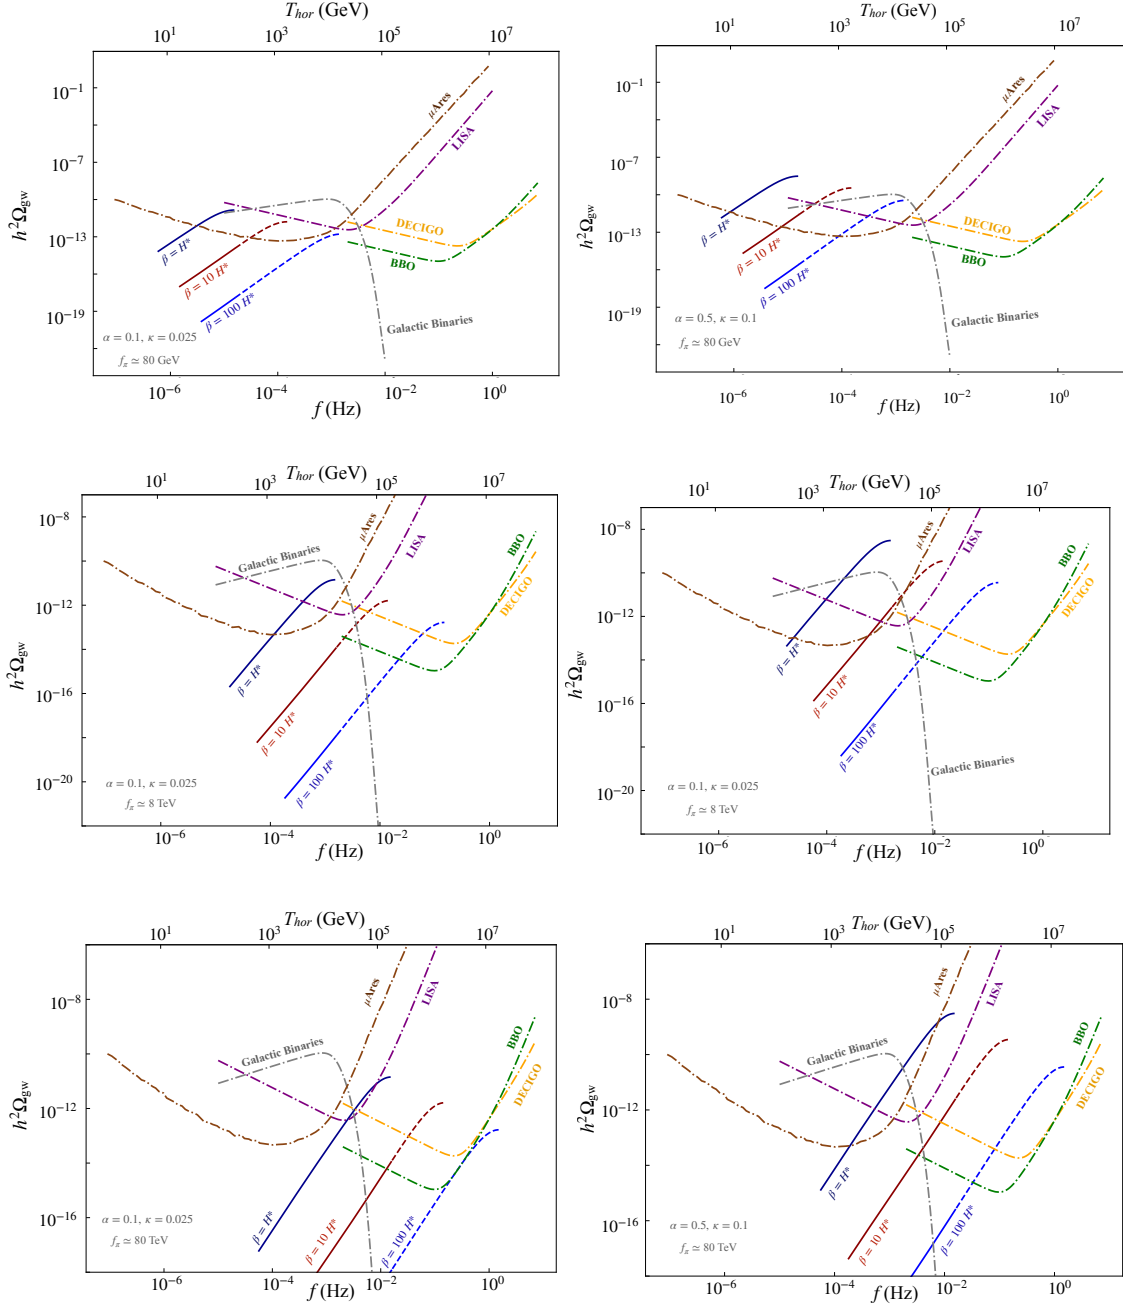 T_hor (GeV)
10^1 10^3 10^5 10^7
h^2Ω_gw
10^-1
10^-7
10^-13
10^-19
μAres
LISA
DECIGO
BBO
Galactic Binaries
β = H*
β = 10 H*
β = 100 H*
α = 0.1, κ = 0.025
f_π ≃ 80 GeV
10^-6 10^-4 10^-2 10^0
f (Hz)
T_hor (GeV)
10^1 10^3 10^5 10^7
h^2Ω_gw
10^-1
10^-7
10^-13
10^-19
μAres
LISA
DECIGO
BBO
Galactic Binaries
β = H*
β = 10 H*
β = 100 H*
α = 0.5, κ = 0.1
f_π ≃ 80 GeV
10^-6 10^-4 10^-2 10^0
f (Hz)
T_hor (GeV)
10^1 10^3 10^5 10^7
h^2Ω_gw
10^-8
10^-12
10^-16
10^-20
Galactic Binaries
μAres
LISA
BBO
DECIGO
β = H*
β = 10 H*
β = 100 H*
α = 0.1, κ = 0.025
f_π ≃ 8 TeV
10^-6 10^-4 10^-2 10^0
f (Hz)
T_hor (GeV)
10^1 10^3 10^5 10^7
h^2Ω_gw
10^-8
10^-12
10^-16
10^-20
μAres
LISA
BBO
DECIGO
β = H*
β = 10 H*
β = 100 H*
Galactic Binaries
α = 0.1, κ = 0.025
f_π ≃ 8 TeV
10^-6 10^-4 10^-2 10^0
f (Hz)
T_hor (GeV)
10^1 10^3 10^5 10^7
h^2Ω_gw
10^-8
10^-12
10^-16
μAres
LISA
Galactic Binaries
BBO
DECIGO
β = H*
β = 10 H*
β = 100 H*
α = 0.1, κ = 0.025
f_π ≃ 80 TeV
10^-6 10^-4 10^-2 10^0
f (Hz)
T_hor (GeV)
10^1 10^3 10^5 10^7
h^2Ω_gw
10^-8
10^-12
10^-16
μAres
LISA
Galactic Binaries
BBO
DECIGO
β = H*
β = 10 H*
β = 100 H*
α = 0.5, κ = 0.1
f_π ≃ 80 TeV
10^-6 10^-4 10^-2 10^0
f (Hz)